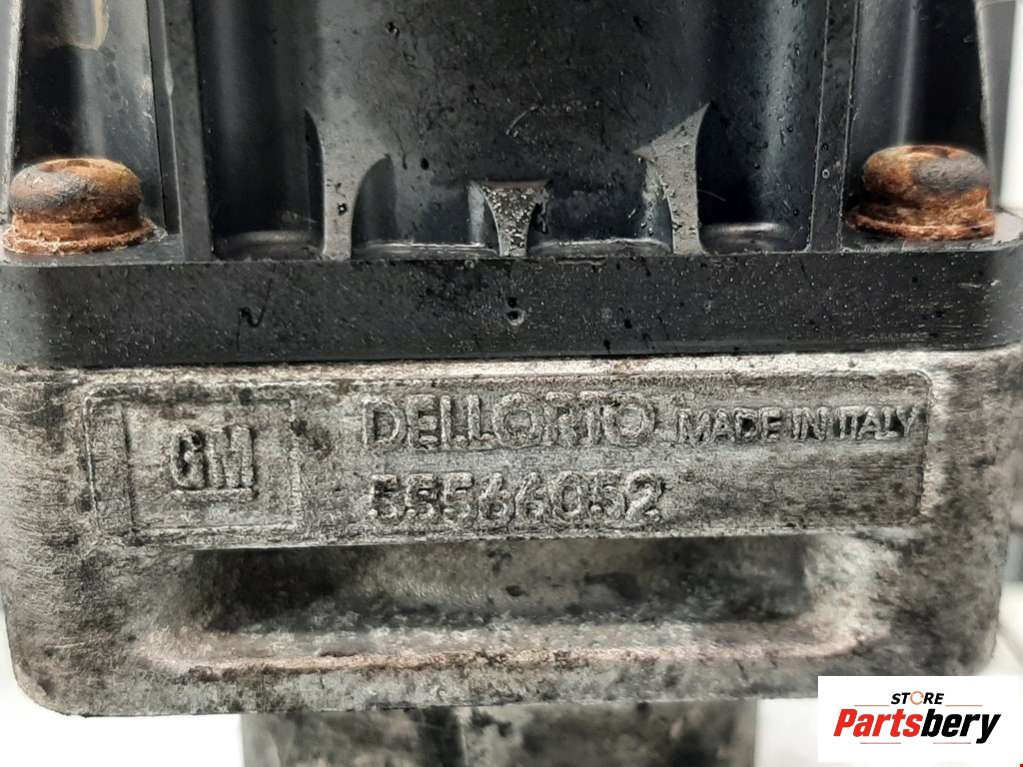 GM
DELLORTO MADE IN ITALY
55566052
STORE
Partsbery